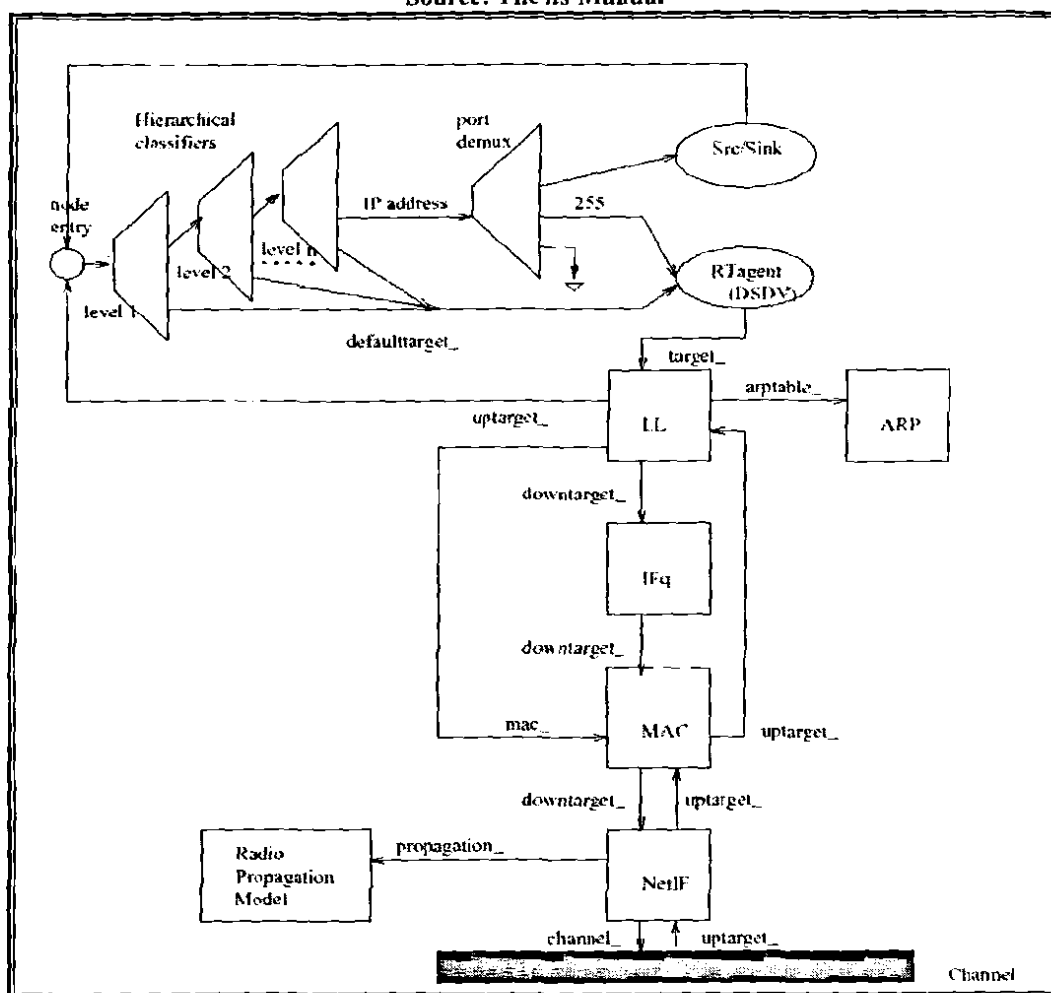 Source: The ns Manual
Hierarchical
classifiers
port
demux
Src/Sink
node
entry
IP address
255
level n
level 2
level 1
RTagent
(DSDV)
defaulttarget_
target_
arptable_
uptarget_
LL
ARP
downtarget_
IFq
downtarget_
mac_
MAC
uptarget_
downtarget_
uptarget_
propagation_
Radio
Propagation
Model
NetIF
channel_
uptarget_
Channel